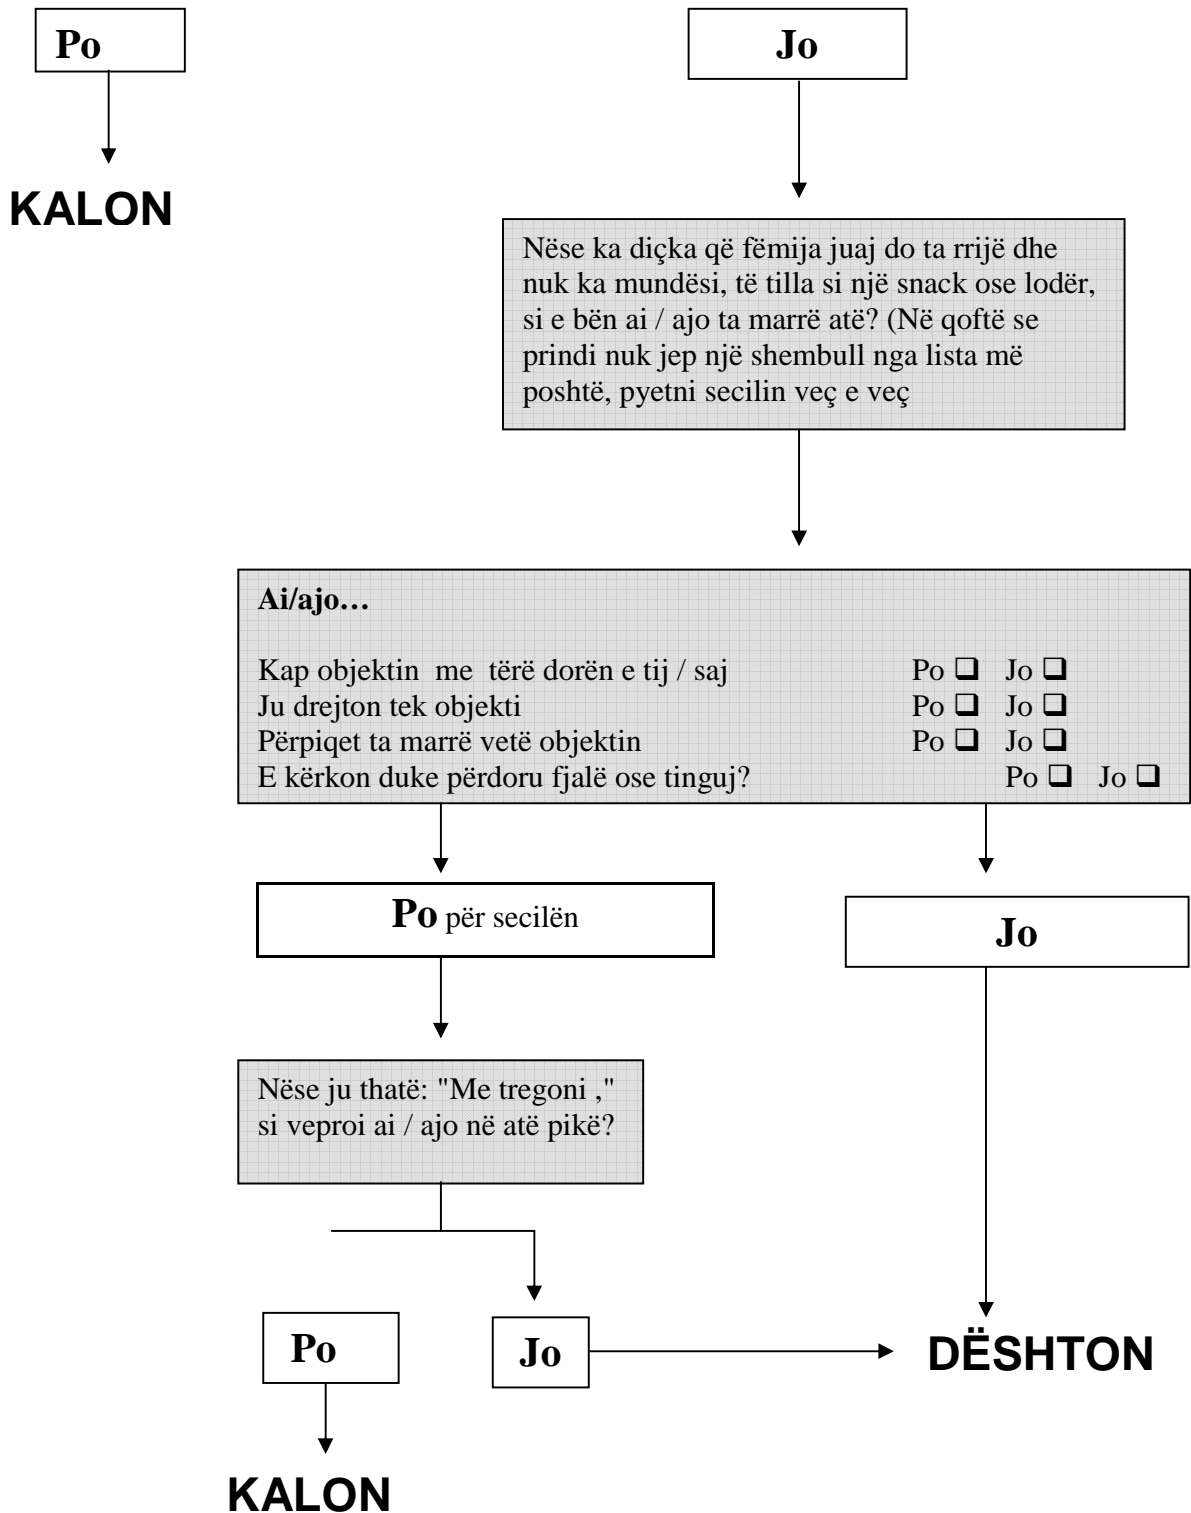 Po
Jo
KALON
Nëse ka diçka që fëmija juaj do ta rrijë dhe
nuk ka mundësi, të tilla si një snack ose lodër,
si e bën ai / ajo ta marrë atë? (Në qoftë se
prindi nuk jep një shembull nga lista më
poshtë, pyetni secilin veç e veç
Ai/ajo…
Kap objektin me tërë dorën e tij / saj Po ❑ Jo ❑
Ju drejton tek objekti Po ❑ Jo ❑
Përpiqet ta marrë vetë objektin Po ❑ Jo ❑
E kërkon duke përdoru fjalë ose tinguj? Po ❑ Jo ❑
Po për secilën
Jo
Nëse ju thatë: "Me tregoni ,"
si veproi ai / ajo në atë pikë?
Po
Jo
DËSHTON
KALON